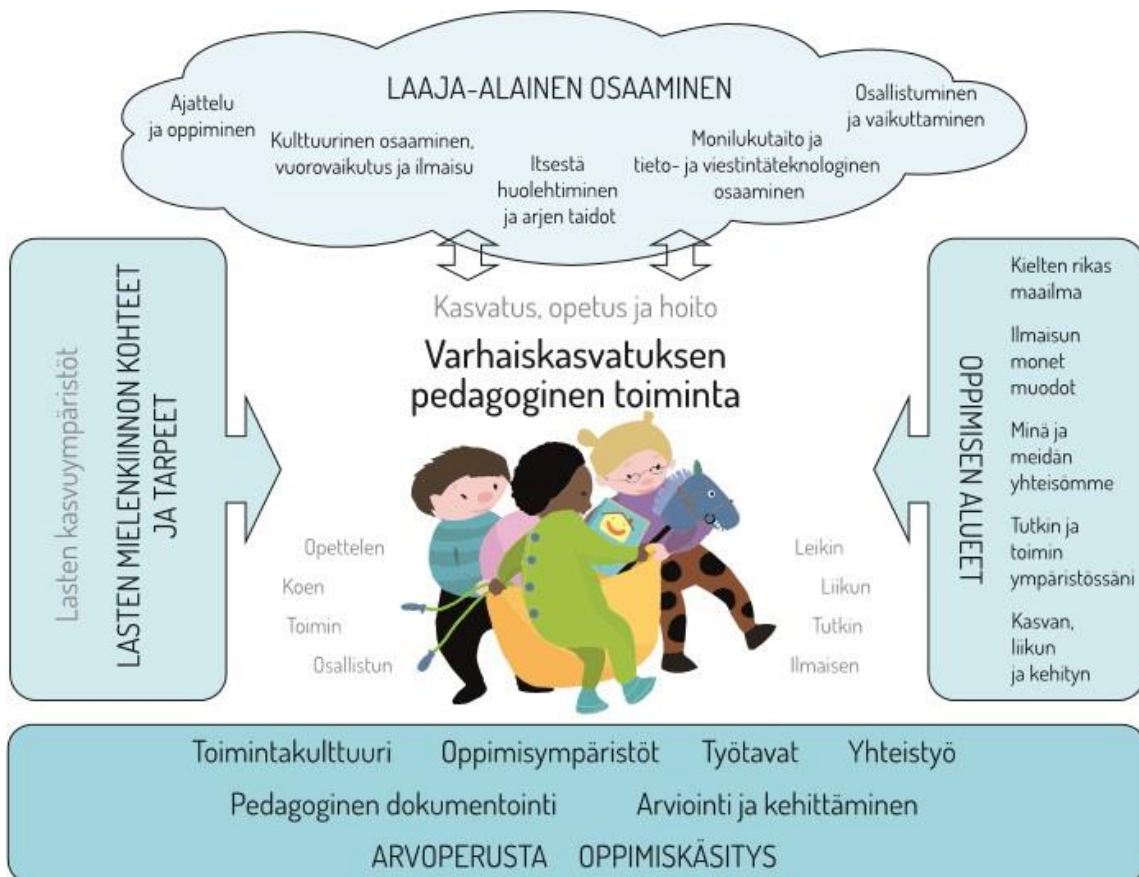 LAAJA-ALAINEN OSAAMINEN
Ajattelu
ja oppiminen
Kulttuurinen osaaminen,
vuorovaikutus ja ilmaisu
Itsestä
huolehtiminen
ja arjen taidot
Monilukutaito ja
tieto- ja viestintäteknologinen
osaaminen
Osallistuminen
ja vaikuttaminen
Lasten kasvuympäristöt
LASTEN MIELENKIINNON KOHTEET
JA TARPEET
Kasvatus, opetus ja hoito
Varhaiskasvatuksen
pedagoginen toiminta
Opettelen
Koen
Toimin
Osallistun
Leikin
Liikun
Tutkin
Ilmaisen
OPPIMISEN ALUEET
Kielten rikas
maailma
Ilmaisun
monet
muodot
Minä ja
meidän
yhteisömme
Tutkin ja
toimin
ympäristössäni
Kasvan,
liikun
ja kehityn
Toimintakulttuuri Oppimisympäristöt Työtavat Yhteistyö
Pedagoginen dokumentointi Arviointi ja kehittäminen
ARVOPERUSTA OPPIMISKÄSITYS